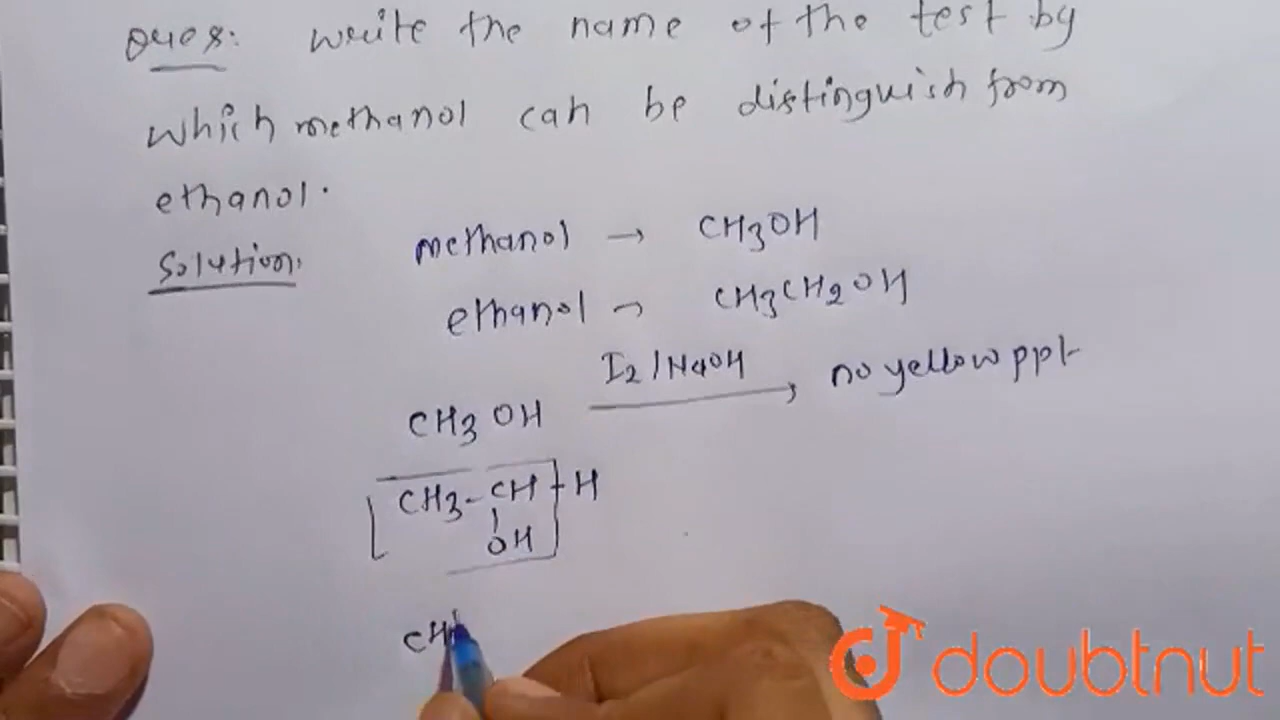 Ques: Write the name of the test by
which methanol can be distinguish from
ethanol.
Solution.
methanol → CH3OH
ethanol → CH3CH2OH
I2/NaOH
CH3OH → no yellow ppt
CH3-CH-H
OH
CH
doubtnut